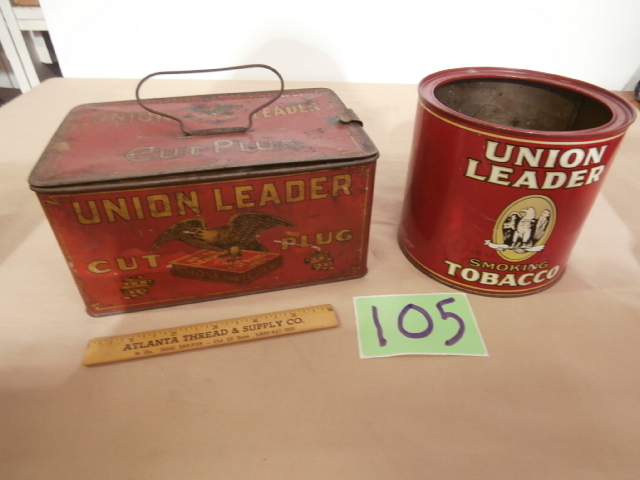 UNION LEADER
CUT PLUG
UNION LEADER
CUT PLUG
UNION
LEADER
SMOKING
TOBACCO
ATLANTA THREAD & SUPPLY CO.
105